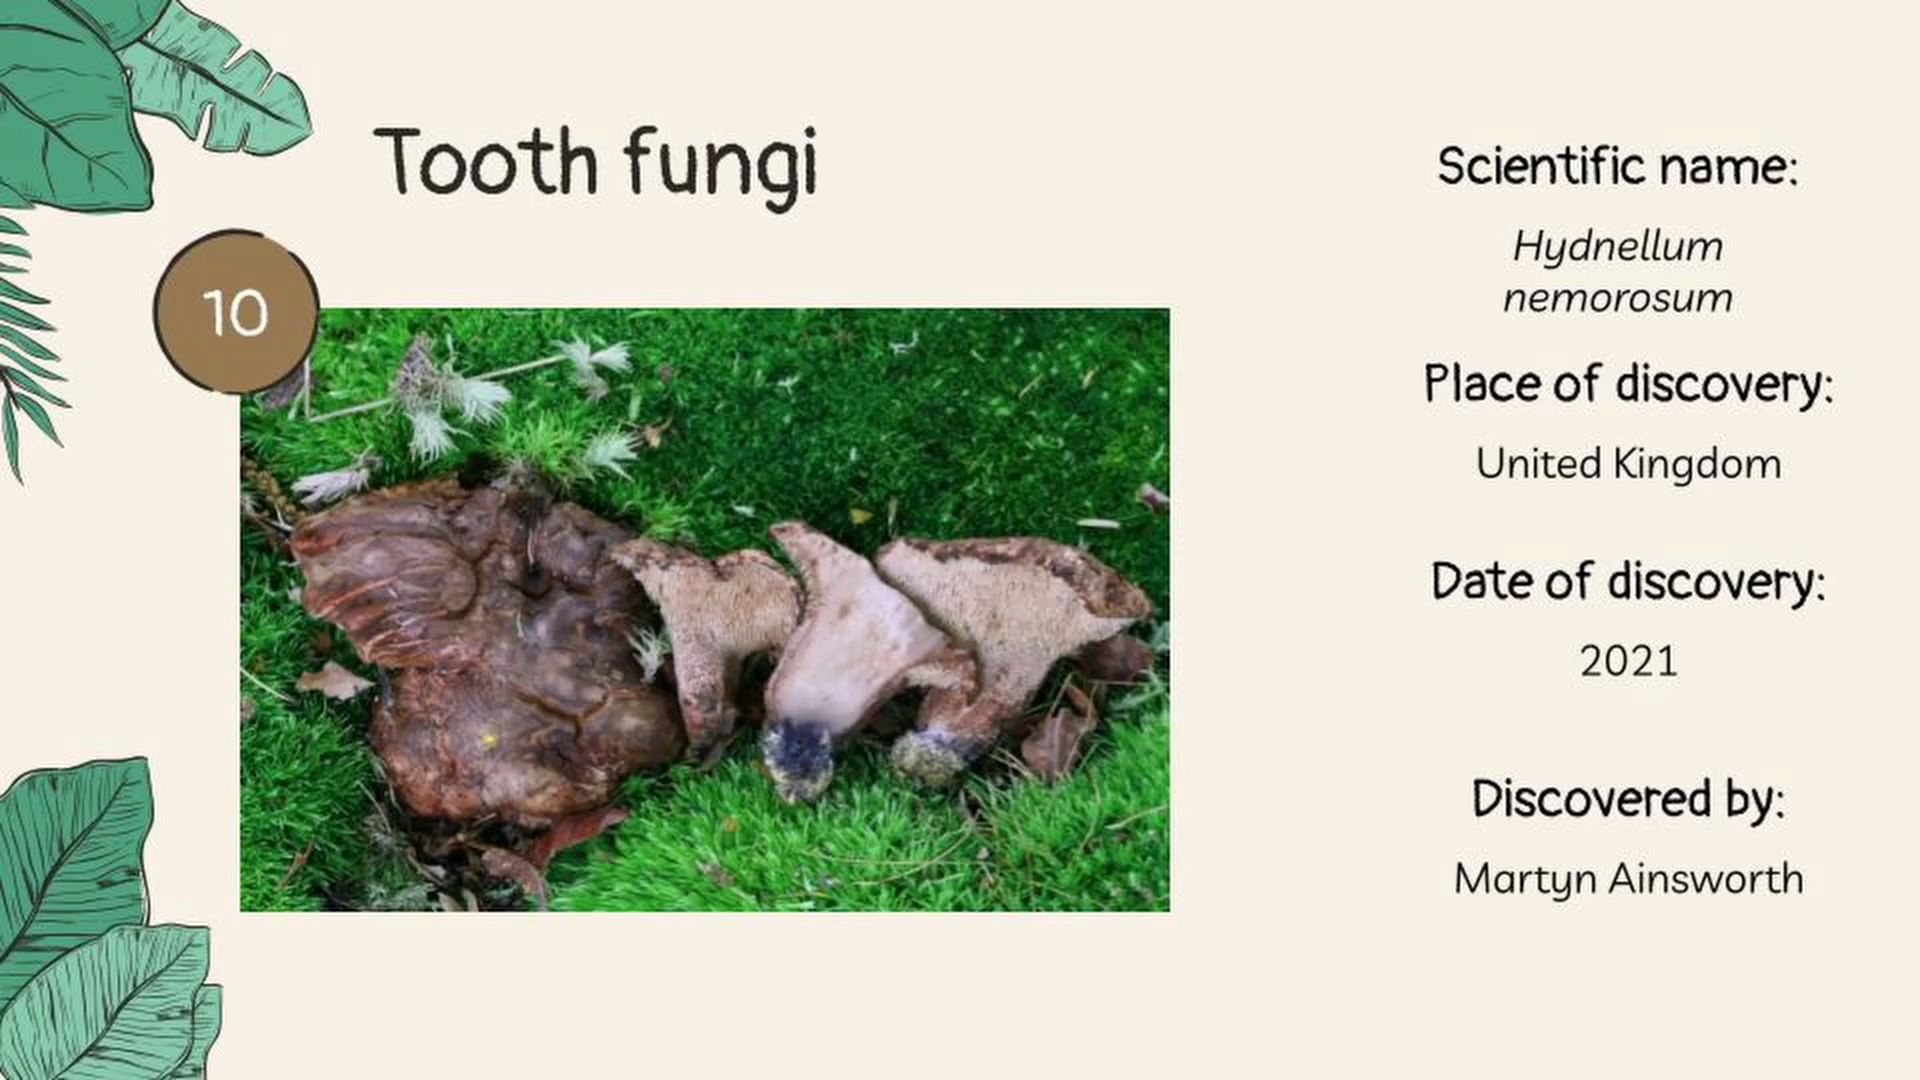 Tooth fungi
10
Scientific name:
Hydnellum
nemorosum
Place of discovery:
United Kingdom
Date of discovery:
2021
Discovered by:
Martyn Ainsworth